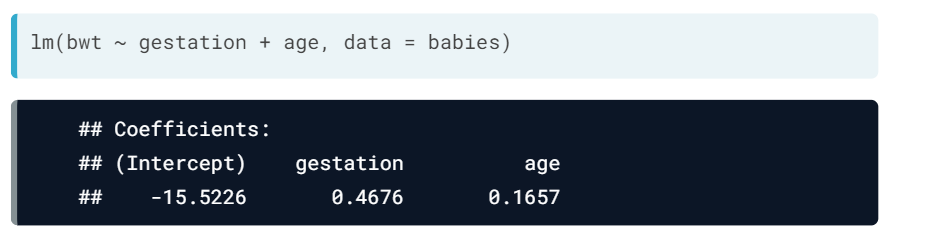 lm(bwt ~ gestation + age, data = babies)
## Coefficients:
## (Intercept)    gestation          age
##    -15.5226       0.4676       0.1657